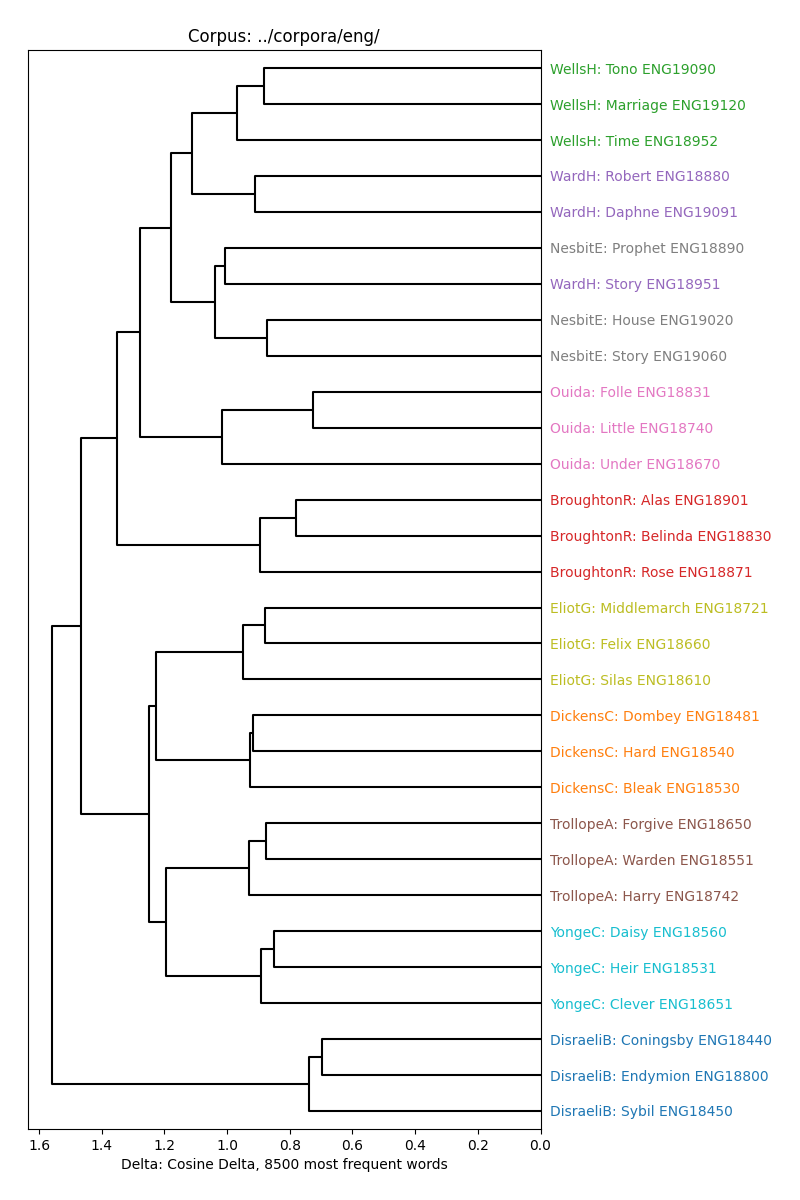 Corpus: ../corpora/eng/
WellsH: Tono ENG19090
WellsH: Marriage ENG19120
WellsH: Time ENG18952
WardH: Robert ENG18880
WardH: Daphne ENG19091
NesbitE: Prophet ENG18890
WardH: Story ENG18951
NesbitE: House ENG19020
NesbitE: Story ENG19060
Ouida: Folle ENG18831
Ouida: Little ENG18740
Ouida: Under ENG18670
BroughtonR: Alas ENG18901
BroughtonR: Belinda ENG18830
BroughtonR: Rose ENG18871
EliotG: Middlemarch ENG18721
EliotG: Felix ENG18660
EliotG: Silas ENG18610
DickensC: Dombey ENG18481
DickensC: Hard ENG18540
DickensC: Bleak ENG18530
TrollopeA: Forgive ENG18650
TrollopeA: Warden ENG18551
TrollopeA: Harry ENG18742
YongeC: Daisy ENG18560
YongeC: Heir ENG18531
YongeC: Clever ENG18651
DisraeliB: Coningsby ENG18440
DisraeliB: Endymion ENG18800
DisraeliB: Sybil ENG18450
1.6 1.4 1.2 1.0 0.8 0.6 0.4 0.2 0.0
Delta: Cosine Delta, 8500 most frequent words